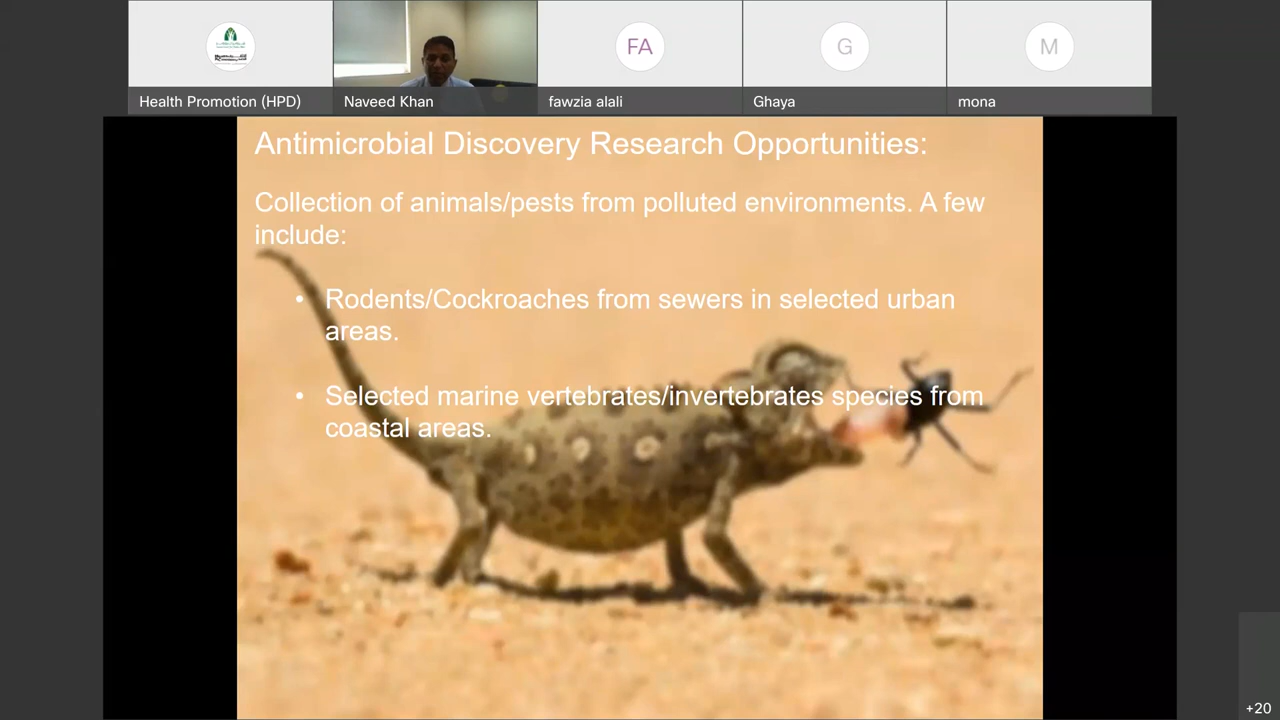 Health Promotion (HPD)
Naveed Khan
FA
fawzia alali
G
Ghaya
M
mona
Antimicrobial Discovery Research Opportunities:
Collection of animals/pests from polluted environments. A few
include:
• Rodents/Cockroaches from sewers in selected urban
areas.
• Selected marine vertebrates/invertebrates species from
coastal areas.
+20